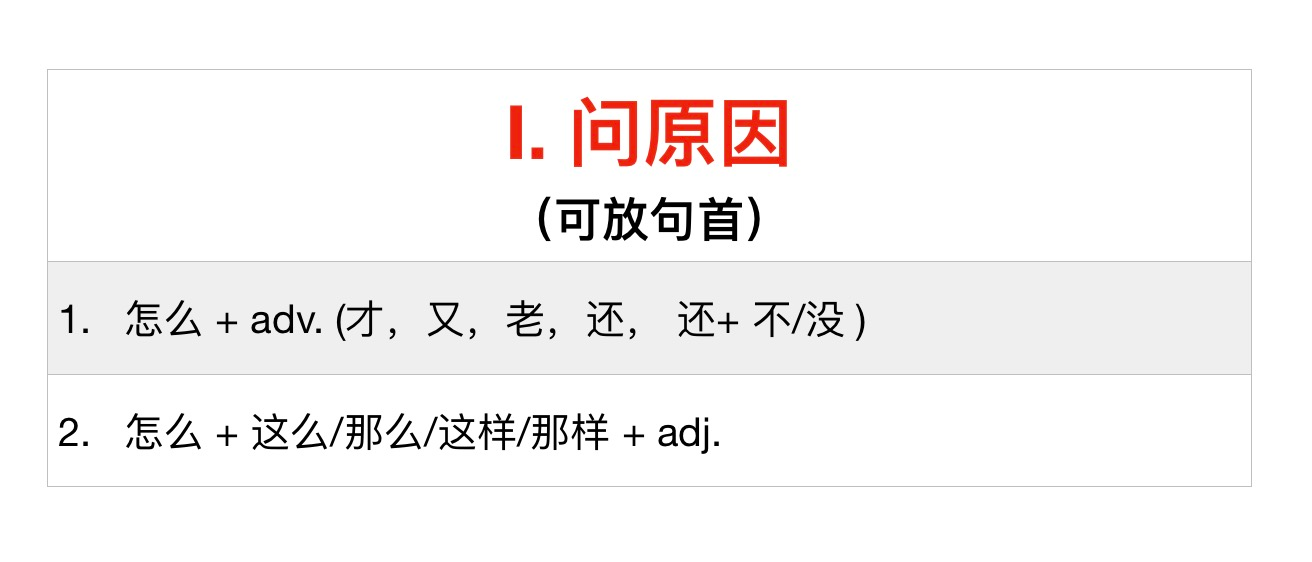 I. 问原因
（可放句首）
1. 怎么 + adv. (才，又，老，还， 还+ 不/没 )
2. 怎么 + 这么/那么/这样/那样 + adj.